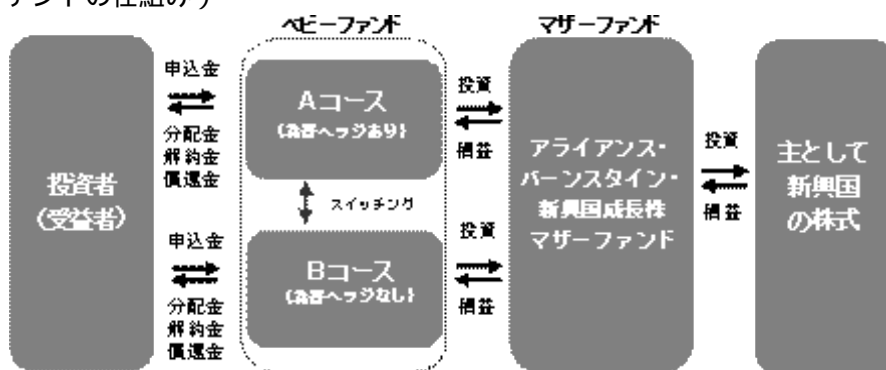 ァンドの仕組み）
ベビーファンド
マザーファンド
投資者
（受益者）
申込金
分配金
解約金
償還金
申込金
分配金
解約金
償還金
Aコース
（為替ヘッジあり）
スイッチング
Bコース
（為替ヘッジなし）
投資
損益
投資
損益
アライアンス・
バーンスタイン・
新興国成長株
マザーファンド
投資
損益
主として
新興国
の株式